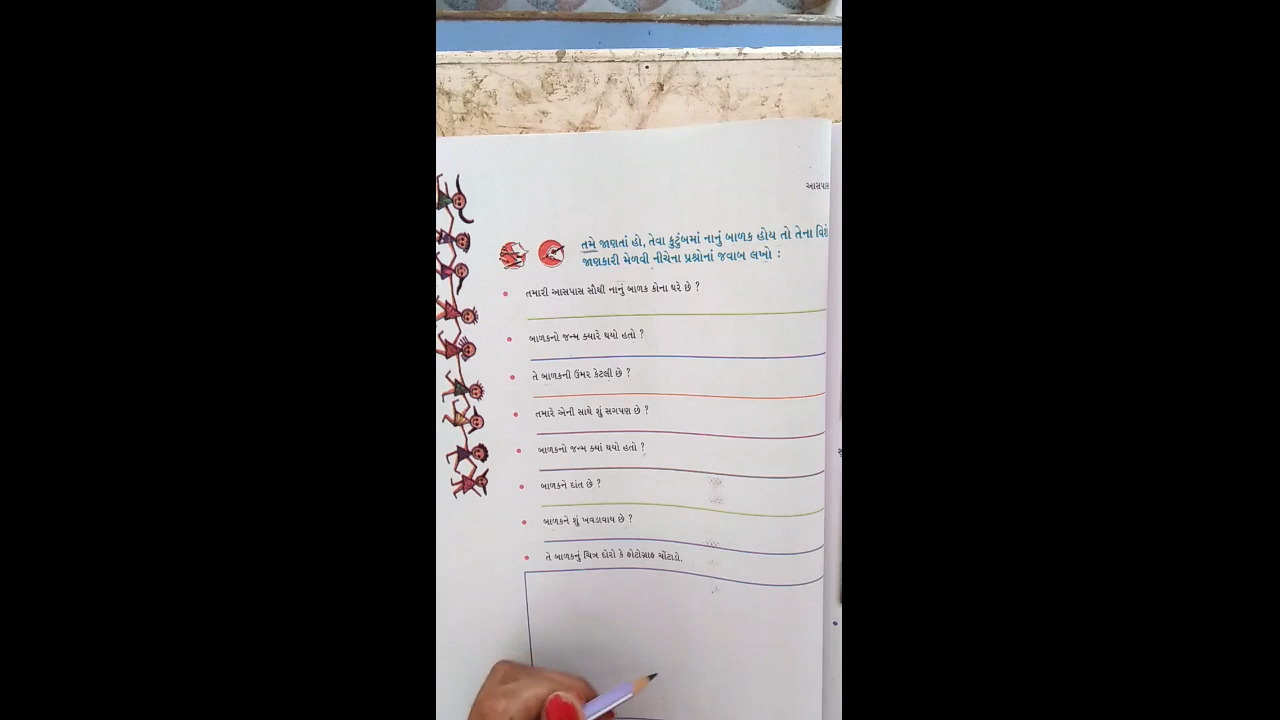 આસપાસ
તમે જાણતાં હો, તેવા કુટુંબમાં નાનું બાળક હોય તો તેના વિશે
જાણકારી મેળવી નીચેના પ્રશ્નોનાં જવાબ લખો :
તમારી આસપાસ સૌથી નાનું બાળક કોના ઘરે છે ?
બાળકનો જન્મ ક્યારે થયો હતો ?
તે બાળકની ઉંમર કેટલી છે ?
તમારે એની સાથે શું સગપણ છે ?
બાળકનો જન્મ ક્યાં થયો હતો ?
બાળકને દાંત છે ?
બાળકને શું ખવડાવાય છે ?
તે બાળકનું ચિત્ર દોરો કે ફોટોગ્રાફ ચોંટાડો.